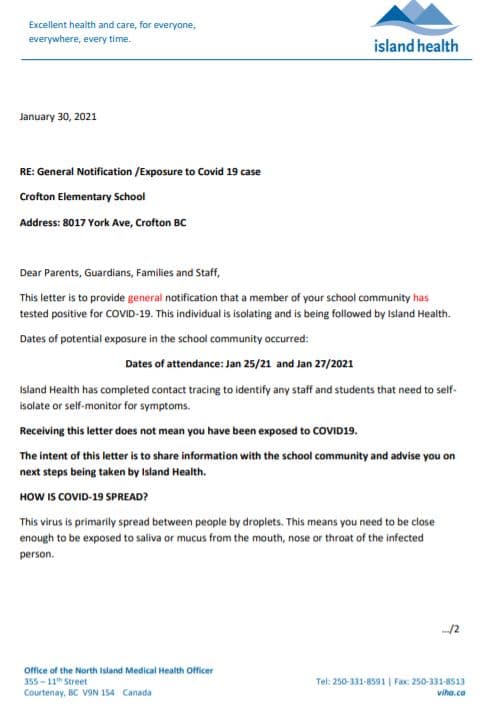 Excellent health and care, for everyone,
everywhere, every time.
island health
January 30, 2021
RE: General Notification /Exposure to Covid 19 case
Crofton Elementary School
Address: 8017 York Ave, Crofton BC
Dear Parents, Guardians, Families and Staff,
This letter is to provide general notification that a member of your school community has
tested positive for COVID-19. This individual is isolating and is being followed by Island Health.
Dates of potential exposure in the school community occurred:
Dates of attendance: Jan 25/21 and Jan 27/2021
Island Health has completed contact tracing to identify any staff and students that need to self-
isolate or self-monitor for symptoms.
Receiving this letter does not mean you have been exposed to COVID19.
The intent of this letter is to share information with the school community and advise you on
next steps being taken by Island Health.
HOW IS COVID-19 SPREAD?
This virus is primarily spread between people by droplets. This means you need to be close
enough to be exposed to saliva or mucus from the mouth, nose or throat of the infected
person.
.../2
Office of the North Island Medical Health Officer
355 – 11th Street
Tel: 250-331-8591 | Fax: 250-331-8513
Courtenay, BC V9N 1S4 Canada
viha.ca